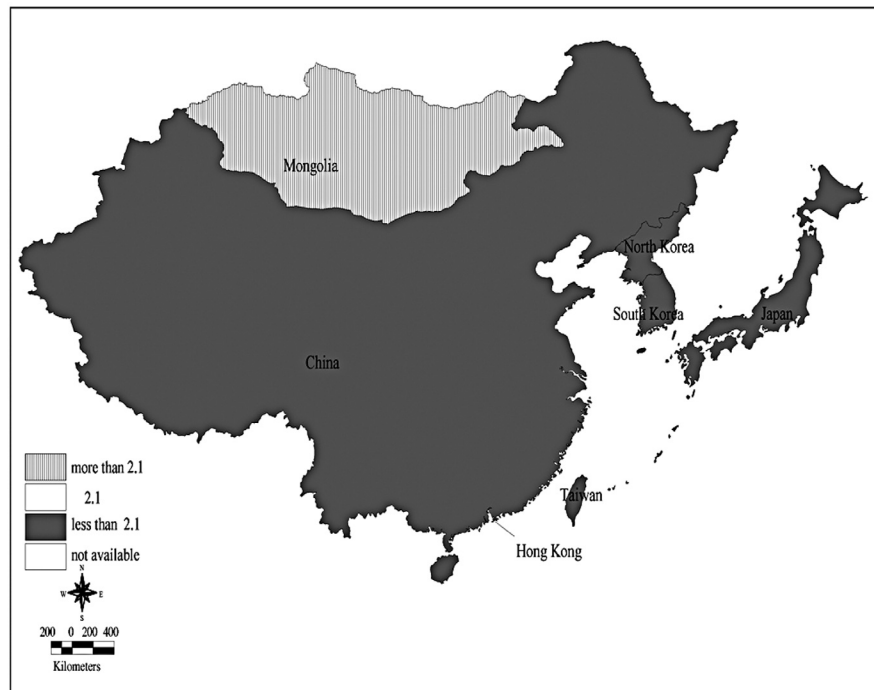 Mongolia
North Korea
South Korea
Japan
China
Taiwan
Hong Kong
more than 2.1
2.1
less than 2.1
not available
N
W E
S
200 0 200 400
Kilometers